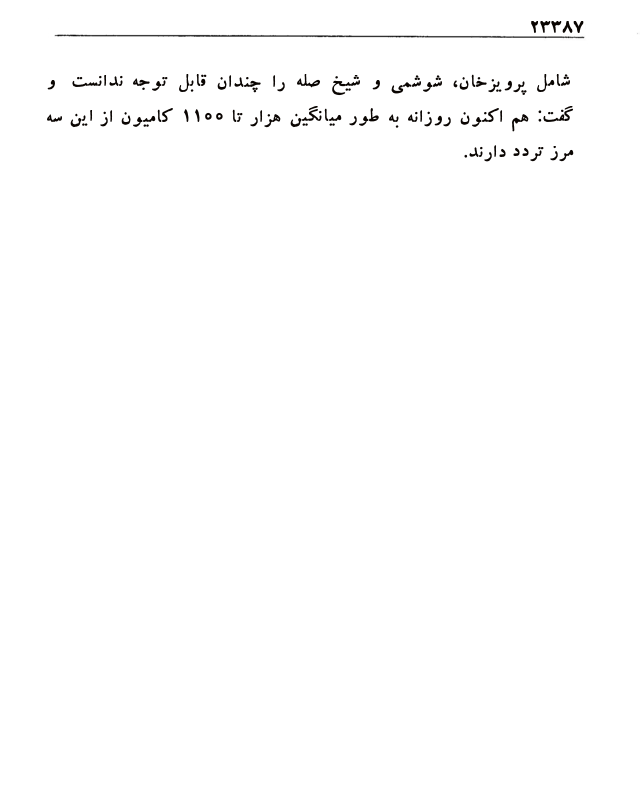 ۲۳۳۸۷
شامل پرویزخان، شوشمی و شیخ صله را چندان قابل توجه ندانست و
گفت: هم اکنون روزانه به طور میانگین هزار تا ۱۱۰۰ کامیون از این سه
مرز تردد دارند.